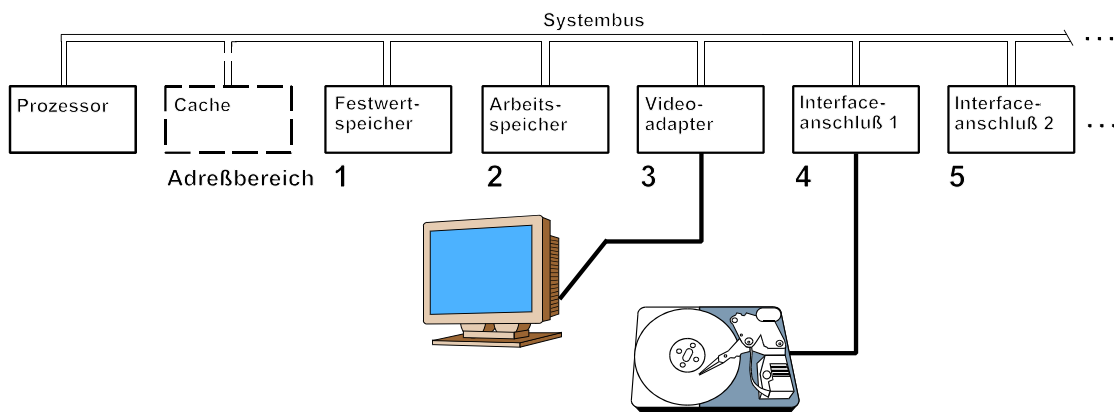 Systembus
...
Prozessor
Cache
Festwert-
speicher
Arbeits-
speicher
Video-
adapter
Interface-
anschluß 1
Interface-
anschluß 2
...
Adreßbereich 1
2
3
4
5